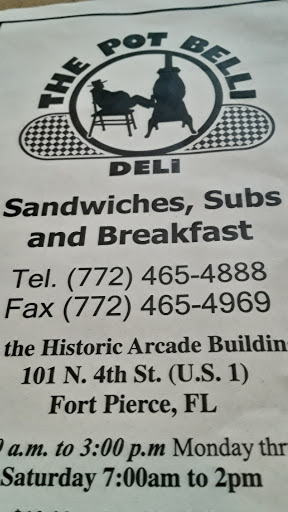 THE POT BELLI
DELI
Sandwiches, Subs
and Breakfast
Tel. (772) 465-4888
Fax (772) 465-4969
the Historic Arcade Buildin
101 N. 4th St. (U.S. 1)
Fort Pierce, FL
a.m. to 3:00 p.m Monday thr
Saturday 7:00am to 2pm